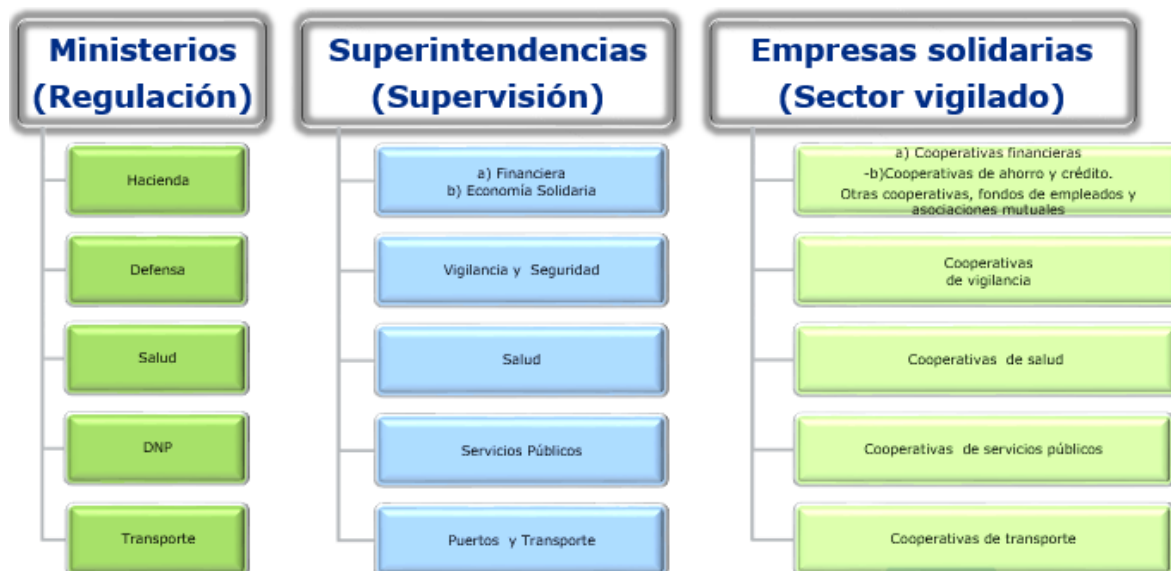 Ministerios
(Regulación)
Hacienda
Defensa
Salud
DNP
Transporte
Superintendencias
(Supervisión)
a) Financiera
b) Economía Solidaria
Vigilancia y Seguridad
Salud
Servicios Públicos
Puertos y Transporte
Empresas solidarias
(Sector vigilado)
a) Cooperativas financieras
-b)Cooperativas de ahorro y crédito.
Otras cooperativas, fondos de empleados y
asociaciones mutuales
Cooperativas
de vigilancia
Cooperativas de salud
Cooperativas de servicios públicos
Cooperativas de transporte